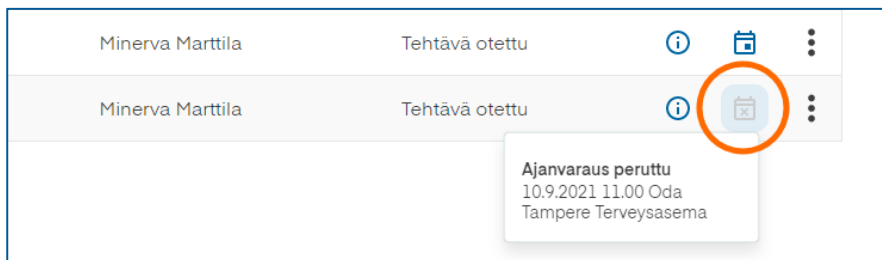 Minerva Marttila Tehtävä otettu
Minerva Marttila Tehtävä otettu
Ajanvaraus peruttu
10.9.2021 11.00 Oda
Tampere Terveysasema